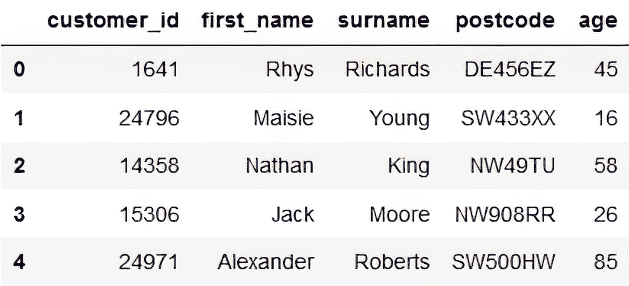 customer_id first_name surname postcode age
0 1641 Rhys Richards DE456EZ 45
1 24796 Maisie Young SW433XX 16
2 14358 Nathan King NW49TU 58
3 15306 Jack Moore NW908RR 26
4 24971 Alexander Roberts SW500HW 85